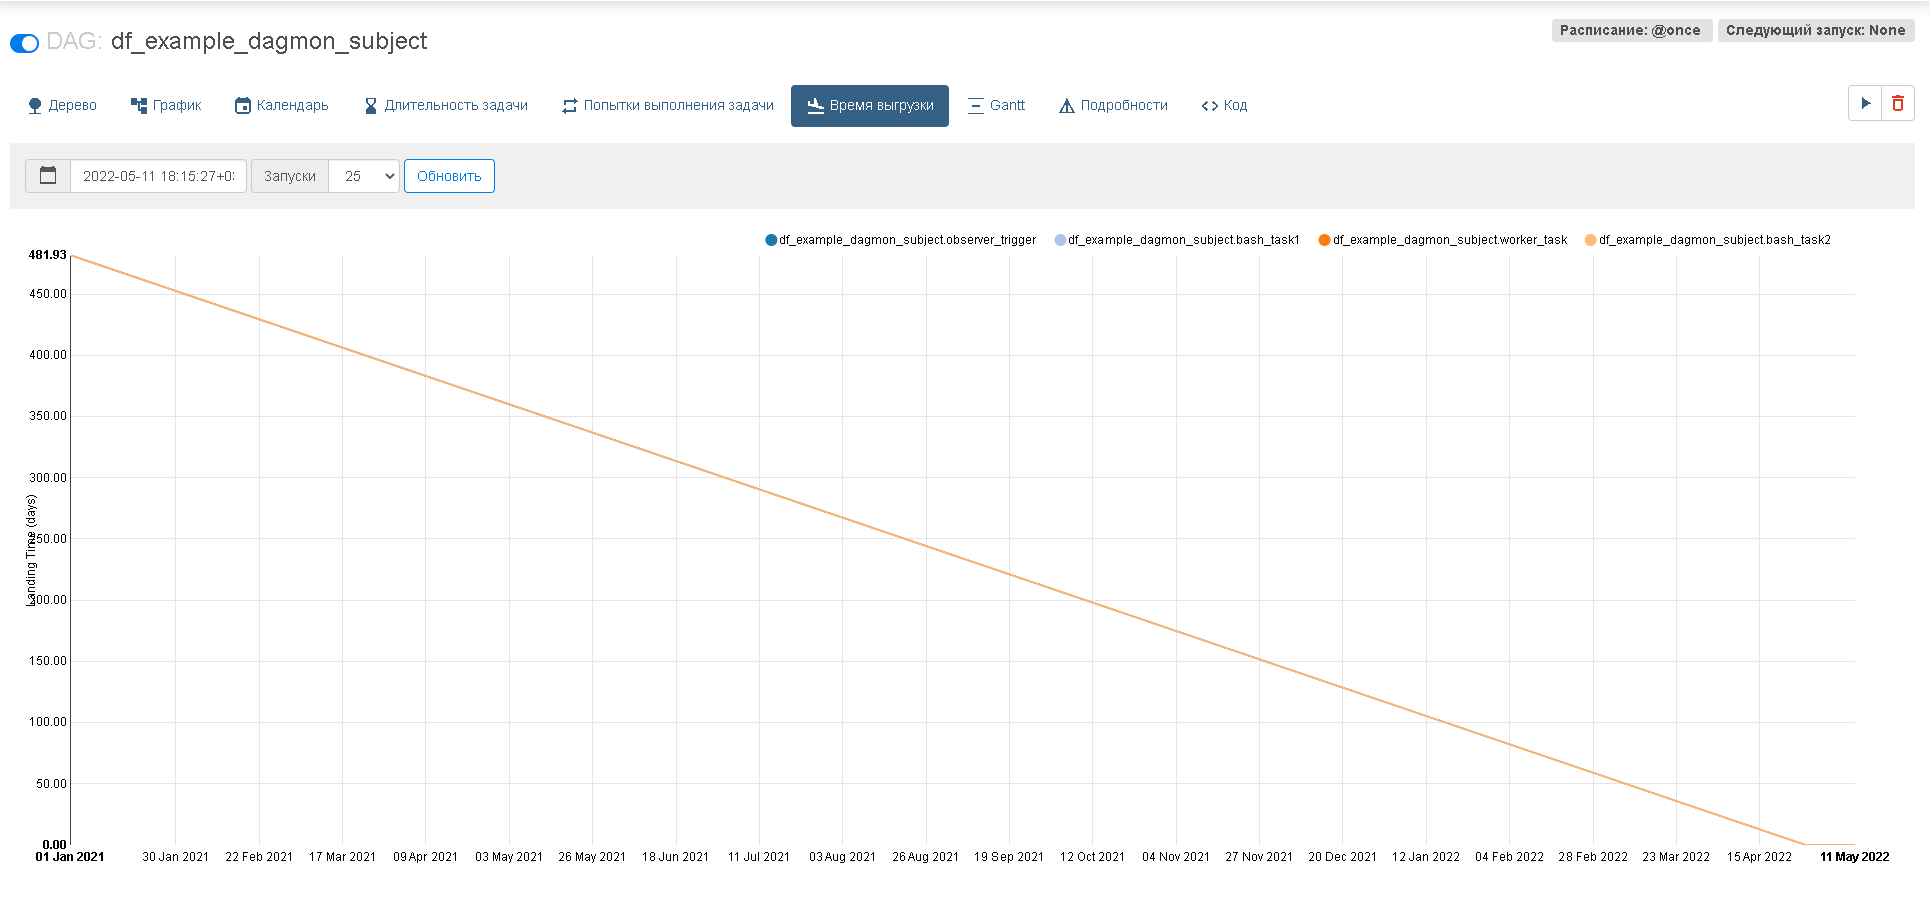 DAG: df_example_dagmon_subject
Расписание: @once
Следующий запуск: None
Дерево
График
Календарь
Длительность задачи
Попытки выполнения задачи
Время выгрузки
Gantt
Подробности
Код
2022-05-11 18:15:27+0
Запуски
25
Обновить
df_example_dagmon_subject.observer_trigger
df_example_dagmon_subject.bash_task1
df_example_dagmon_subject.worker_task
df_example_dagmon_subject.bash_task2
481.93
450.00
400.00
350.00
300.00
250.00
200.00
150.00
100.00
50.00
0.00
Landing Time (days)
01 Jan 2021
30 Jan 2021
22 Feb 2021
17 Mar 2021
09 Apr 2021
03 May 2021
26 May 2021
18 Jun 2021
11 Jul 2021
03 Aug 2021
26 Aug 2021
19 Sep 2021
12 Oct 2021
04 Nov 2021
27 Nov 2021
20 Dec 2021
12 Jan 2022
04 Feb 2022
28 Feb 2022
23 Mar 2022
15 Apr 2022
11 May 2022